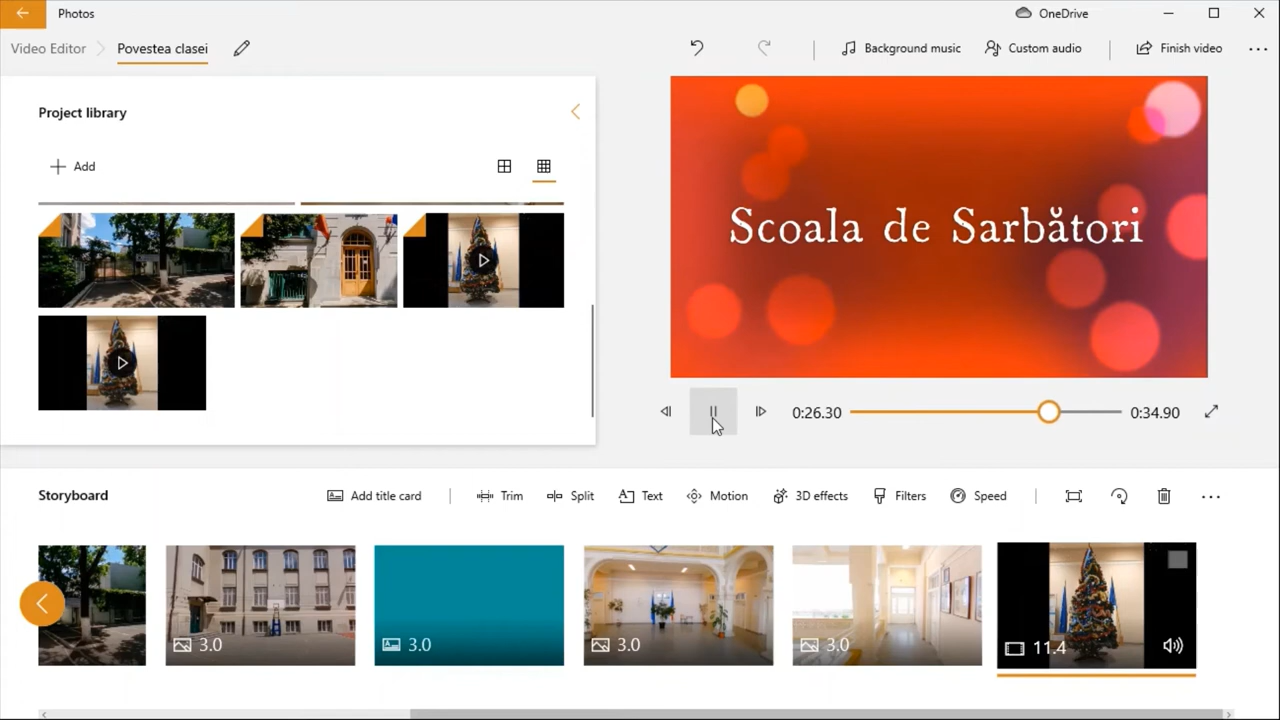 Photos
OneDrive
Video Editor
Povestea clasei
Background music
Custom audio
Finish video
Project library
Add
Scoala de Sarbători
0:26.30
0:34.90
Storyboard
Add title card
Trim
Split
Text
Motion
3D effects
Filters
Speed
3.0
3.0
3.0
3.0
11.4